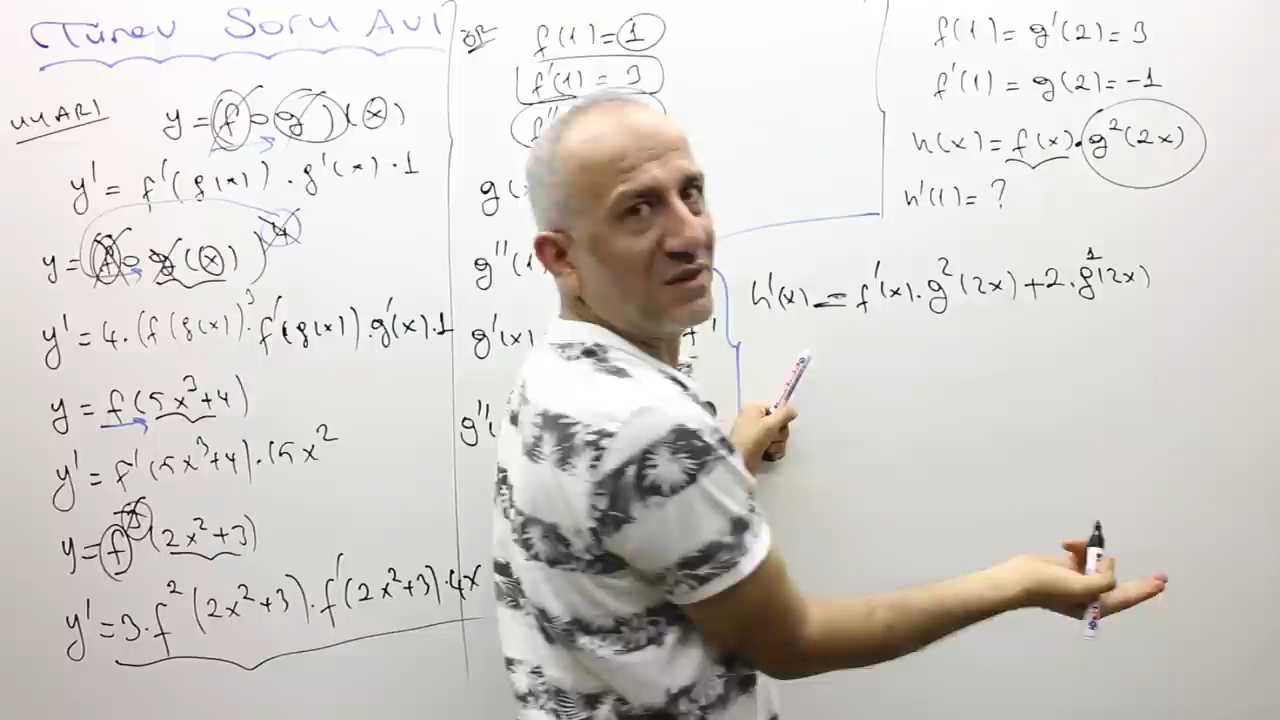 Türev Soru Avı
UYARI
y = (f o g)(x)
y' = f'(g(x)) . g'(x) . 1
y = (f o g(x))⁴
y' = 4.(f(g(x))³.f'(g(x)).g'(x).1
y = f(5x³+4)
y' = f'(5x³+4).15x²
y = f³(2x²+3)
y' = 3.f²(2x²+3).f'(2x²+3).4x
ör
f(1) = 1
f'(1) = 3
f''
g(
g''(1
g'(x)
g''(
f(1) = g'(2) = 3
f'(1) = g(2) = -1
h(x) = f(x).g²(2x)
h'(1) = ?
h'(x) = f'(x).g²(2x)+2.g¹(2x)